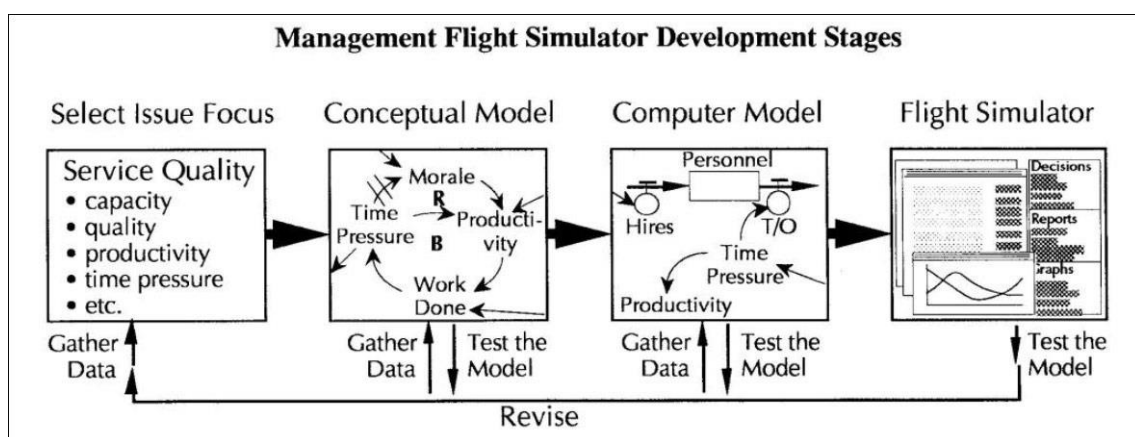 Management Flight Simulator Development Stages
Select Issue Focus
Service Quality
• capacity
• quality
• productivity
• time pressure
• etc.
Gather
Data
Conceptual Model
Morale
R
Time
Pressure
Producti-
vity
B
Work
Done
Gather
Data
Test the
Model
Computer Model
Personnel
Hires
T/O
Time
Pressure
Productivity
Gather
Data
Test the
Model
Flight Simulator
Decisions
Reports
Graphs
Test the
Model
Revise